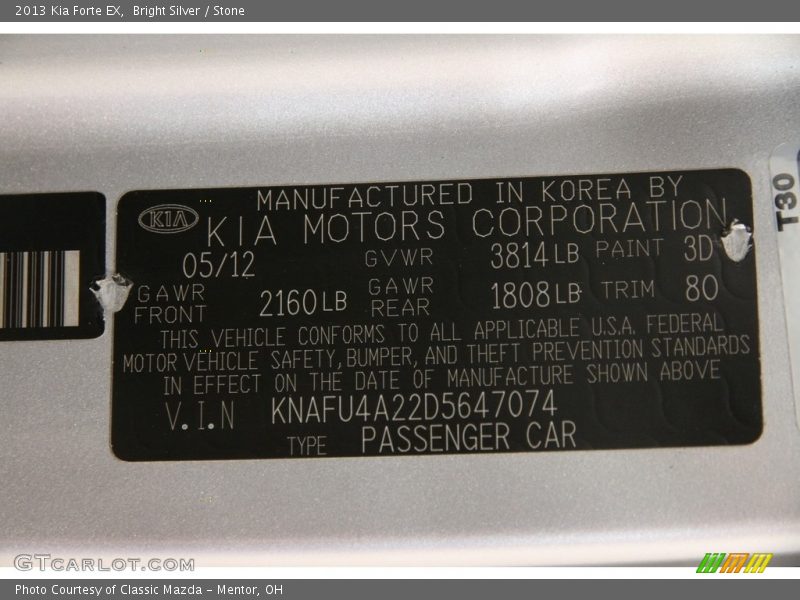 2013 Kia Forte EX, Bright Silver / Stone
MANUFACTURED IN KOREA BY
KIA KIA MOTORS CORPORATION
05/12 GVWR 3814 LB PAINT 3D
GAWR FRONT 2160 LB GAWR REAR 1808 LB TRIM 80
THIS VEHICLE CONFORMS TO ALL APPLICABLE U.S.A. FEDERAL
MOTOR VEHICLE SAFETY, BUMPER, AND THEFT PREVENTION STANDARDS
IN EFFECT ON THE DATE OF MANUFACTURE SHOWN ABOVE
V.I.N KNAFU4A22D5647074
TYPE PASSENGER CAR
T30
GTCARLOT.COM
Photo Courtesy of Classic Mazda - Mentor, OH